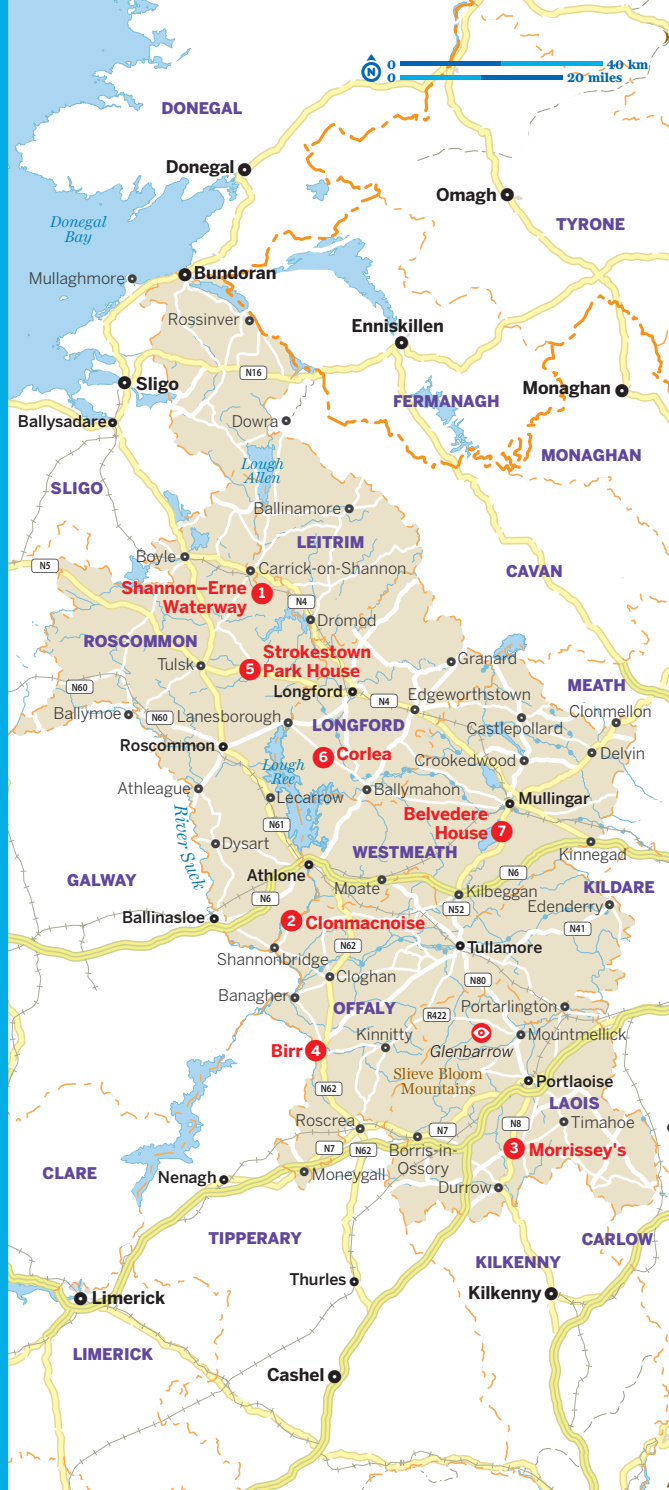 N
0 40 km
0 20 miles
DONEGAL
Donegal
Omagh
Donegal
Bay
TYRONE
Mullaghmore
Bundoran
Rossinver
Enniskillen
N16
Sligo
Monaghan
FERMANAGH
Ballysadare
Dowra
MONAGHAN
Lough
Allen
SLIGO
Ballinamore
LEITRIM
Boyle
N5
Carrick-on-Shannon
CAVAN
Shannon–Erne
Waterway
1
N4
Dromod
ROSCOMMON
Strokestown
Park House
5
Tulsk
Granard
N60
Longford
N4
Edgeworthstown
MEATH
Ballymoe
N60
Lanesborough
LONGFORD
Castlepollard
Clonmellon
Roscommon
6
Corlea
Crookedwood
Delvin
Lough
Ree
Athleague
Lecarrow
Ballymahon
Mullingar
River Suck
Belvedere
House
7
N61
Dysart
WESTMEATH
Kinnegad
Athlone
N6
GALWAY
Moate
Kilbeggan
KILDARE
N6
N52
Edenderry
Ballinasloe
2
Clonmacnoise
N41
N62
Tullamore
Shannonbridge
Cloghan
N80
Banagher
OFFALY
R422
Portarlington
Kinnitty
Mountmellick
Birr
4
Glenbarrow
Slieve Bloom
Mountains
Portlaoise
N62
LAOIS
Roscrea
N7
N8
Timahoe
N7
N62
Borris-in-
Ossory
3
Morrissey's
CLARE
Nenagh
Moneygall
Durrow
TIPPERARY
CARLOW
KILKENNY
Thurles
Kilkenny
Limerick
LIMERICK
Cashel